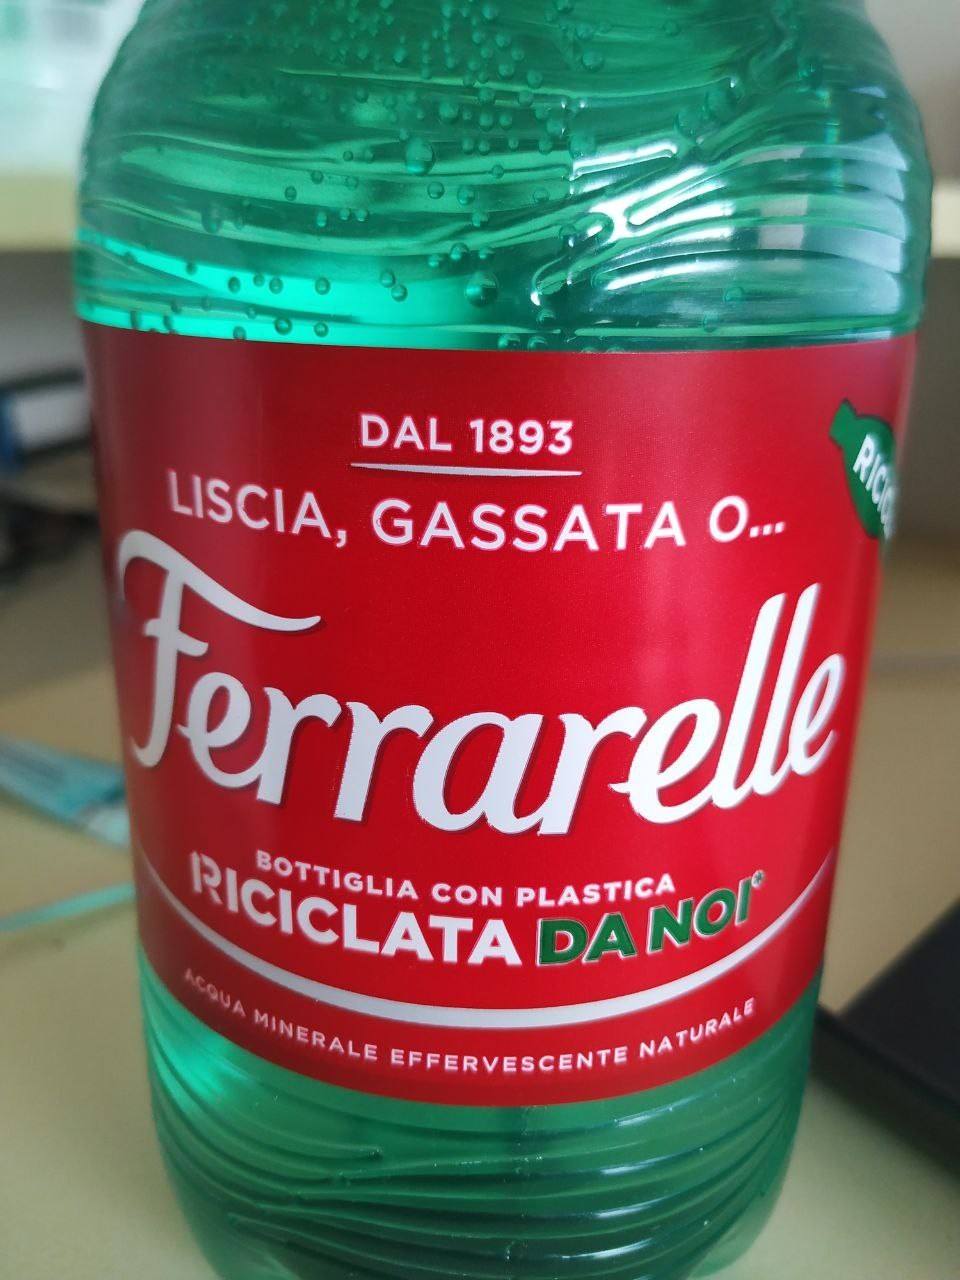 DAL 1893
LISCIA, GASSATA O...
Ferrarelle
BOTTIGLIA CON PLASTICA
RICICLATA DA NOI*
ACQUA MINERALE EFFERVESCENTE NATURALE